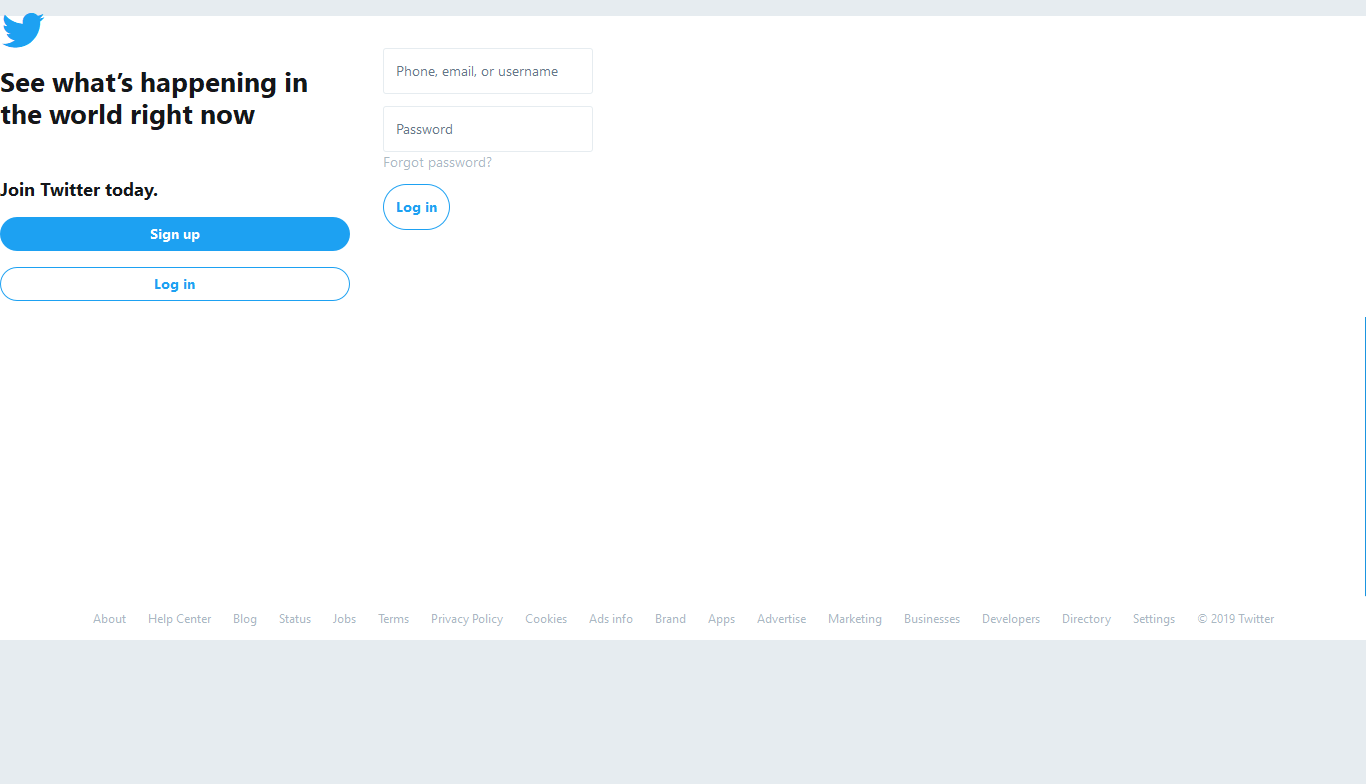 See what’s happening in
the world right now
Join Twitter today.
Sign up
Log in
Phone, email, or username
Password
Forgot password?
Log in
About Help Center Blog Status Jobs Terms Privacy Policy Cookies Ads info Brand Apps Advertise Marketing Businesses Developers Directory Settings © 2019 Twitter